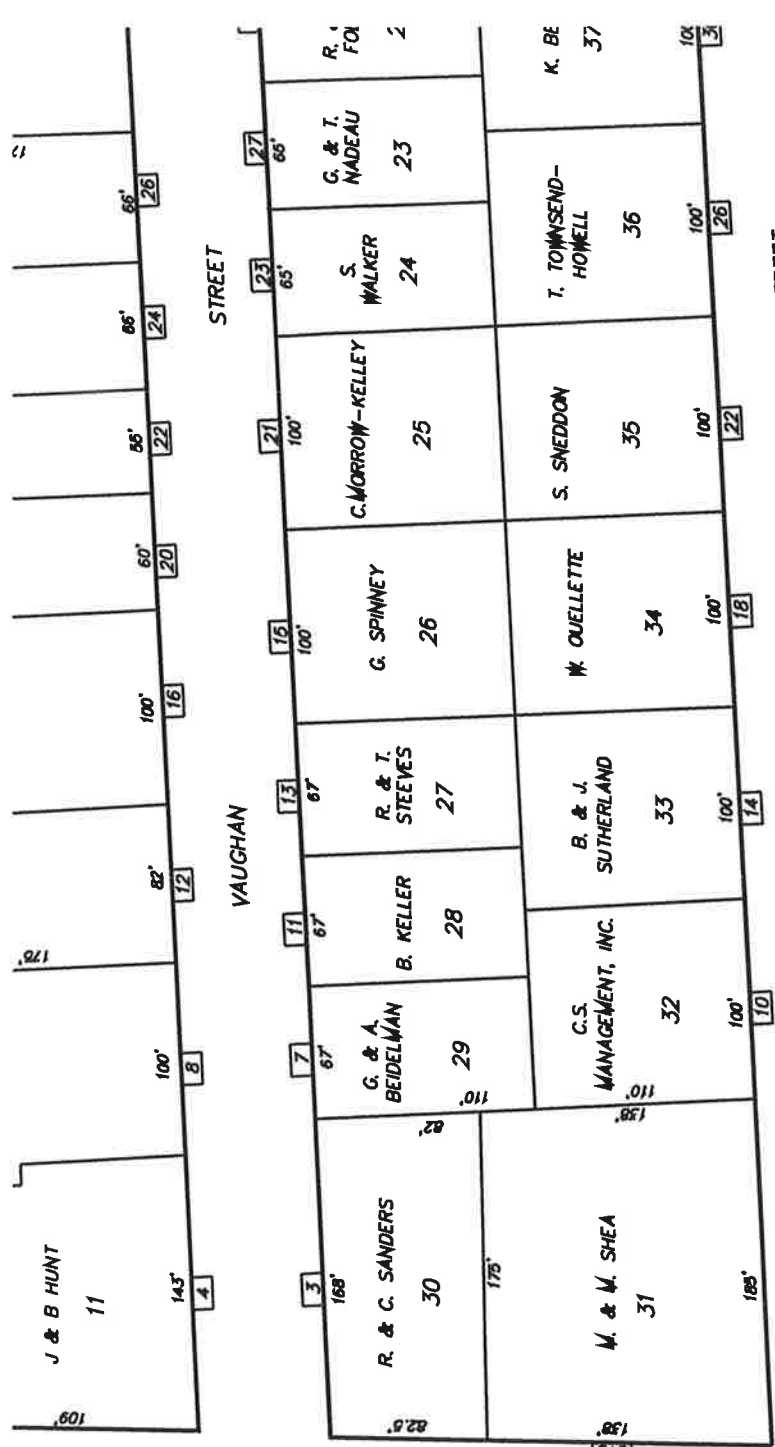 J & B HUNT
11
109'
143'
4
100'
8
175'
82'
12
100'
16
60'
20
22
24
66'
26
VAUGHAN STREET
3
168'
R. & C. SANDERS
30
82.5'
82'
7
67'
G. & A.
BEIDELMAN
29
110'
11
67'
B. KELLER
28
13
67'
R. & T.
STEEVES
27
15
100'
G. SPINNEY
26
21
100'
C.MORROW-KELLEY
25
23
65'
S.
WALKER
24
27
66'
G. & T.
NADEAU
23
R.
175'
M. & M. SHEA
31
138'
138'
185'
C.S.
MANAGEMENT, INC.
32
110'
100'
10
B. & J.
SUTHERLAND
33
100'
14
W. OUELLETTE
34
100'
18
S. SNEDDON
35
100'
22
T. TOWNSEND-
HOWELL
36
100'
26
K. BE
37